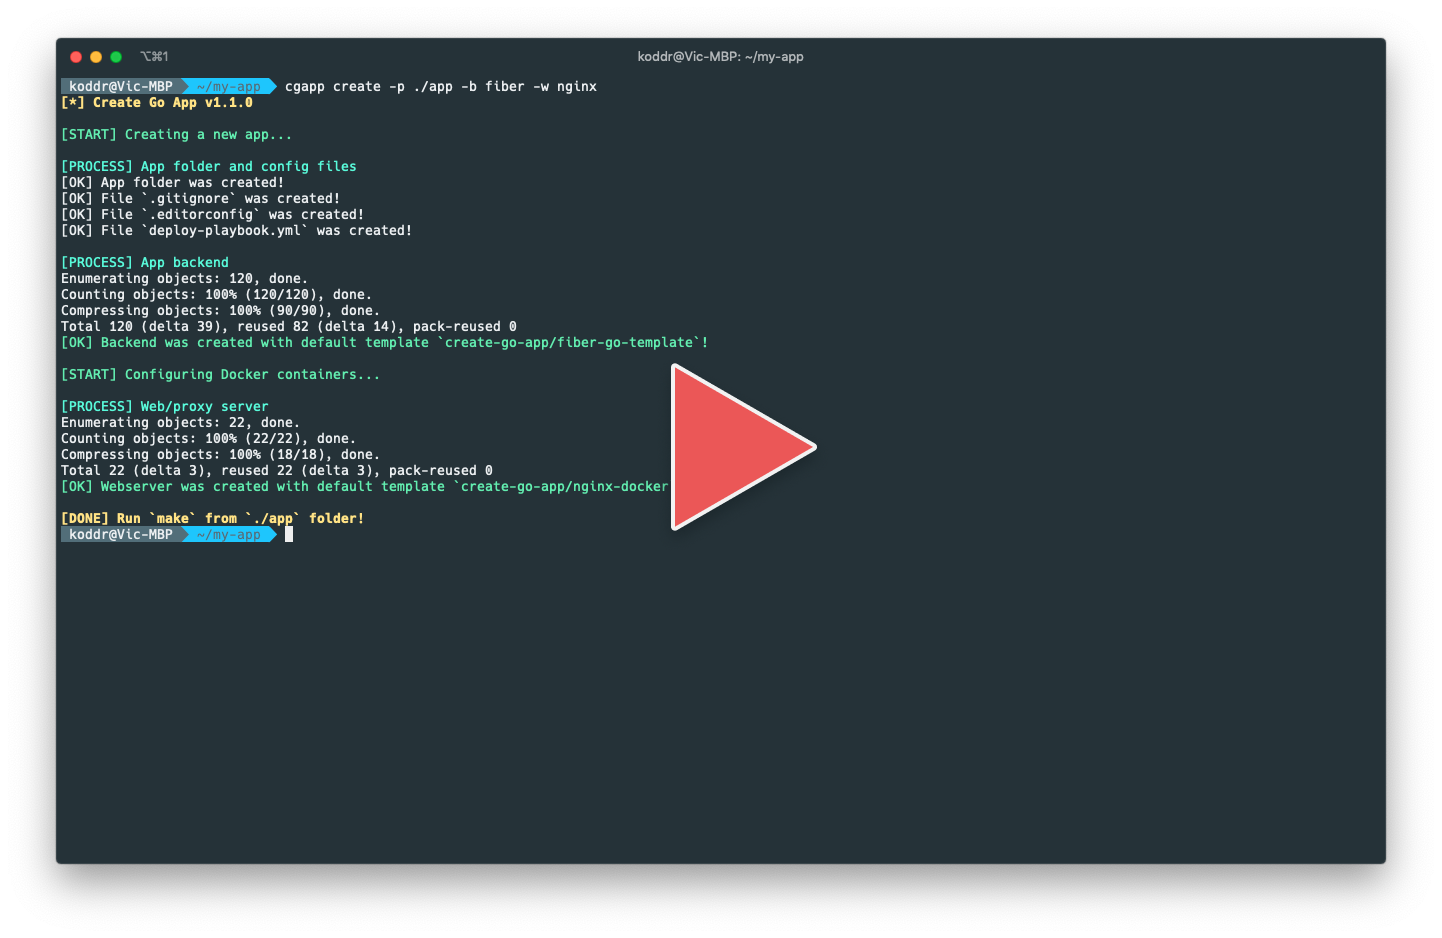 ⌥⌘1
koddr@Vic-MBP: ~/my-app
koddr@Vic-MBP ~/my-app cgapp create -p ./app -b fiber -w nginx
[*] Create Go App v1.1.0
[START] Creating a new app...
[PROCESS] App folder and config files
[OK] App folder was created!
[OK] File `.gitignore` was created!
[OK] File `.editorconfig` was created!
[OK] File `deploy-playbook.yml` was created!
[PROCESS] App backend
Enumerating objects: 120, done.
Counting objects: 100% (120/120), done.
Compressing objects: 100% (90/90), done.
Total 120 (delta 39), reused 82 (delta 14), pack-reused 0
[OK] Backend was created with default template `create-go-app/fiber-go-template`!
[START] Configuring Docker containers...
[PROCESS] Web/proxy server
Enumerating objects: 22, done.
Counting objects: 100% (22/22), done.
Compressing objects: 100% (18/18), done.
Total 22 (delta 3), reused 22 (delta 3), pack-reused 0
[OK] Webserver was created with default template `create-go-app/nginx-docker
[DONE] Run `make` from `./app` folder!
koddr@Vic-MBP ~/my-app